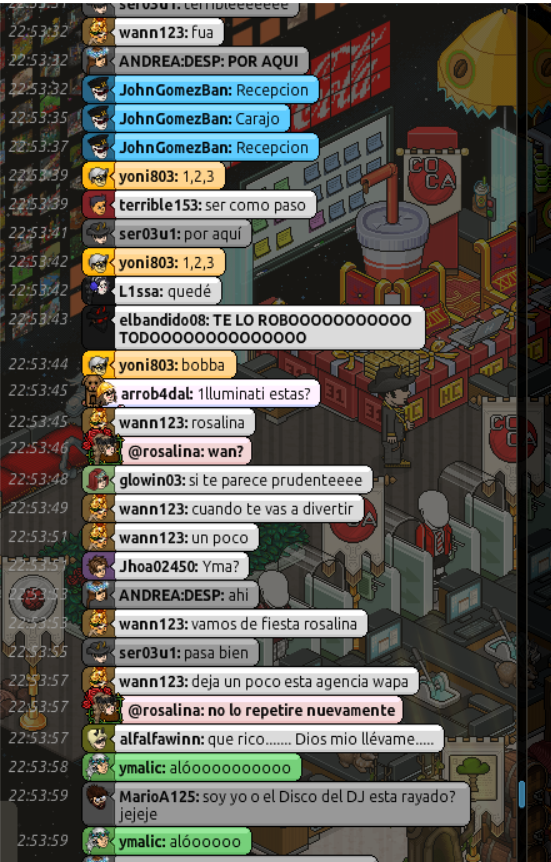 ser03u1: terribleeeeee
22:53:32 wann123: fua
22:53:32 ANDREA:DESP: POR AQUI
22:53:32 JohnGomezBan: Recepcion
22:53:35 JohnGomezBan: Carajo
22:53:37 JohnGomezBan: Recepcion
22:53:39 yoni803: 1,2,3
22:53:39 terrible153: ser como paso
22:53:41 ser03u1: por aquí
22:53:42 yoni803: 1,2,3
22:53:42 L1ssa: quedé
22:53:43 elbandido08: TE LO ROBOOOOOOOOOOO
TODOOOOOOOOOOOOOO
22:53:44 yoni803: bobba
22:53:45 arrob4dal: 1lluminati estas?
22:53:45 wann123: rosalina
22:53:46 @rosalina: wan?
22:53:48 glowin03: si te parece prudenteeee
22:53:49 wann123: cuando te vas a divertir
22:53:51 wann123: un poco
Jhoa02450: Yma?
ANDREA:DESP: ahi
wann123: vamos de fiesta rosalina
22:53:55 ser03u1: pasa bien
22:53:57 wann123: deja un poco esta agencia wapa
22:53:57 @rosalina: no lo repetire nuevamente
22:53:57 alfalfawinn: que rico....... Dios mio llévame.....
22:53:58 ymalic: alóoooooooooo
22:53:59 MarioA125: soy yo o el Disco del DJ esta rayado?
jejeje
2:53:59 ymalic: alóooooo
CO
CA
HC